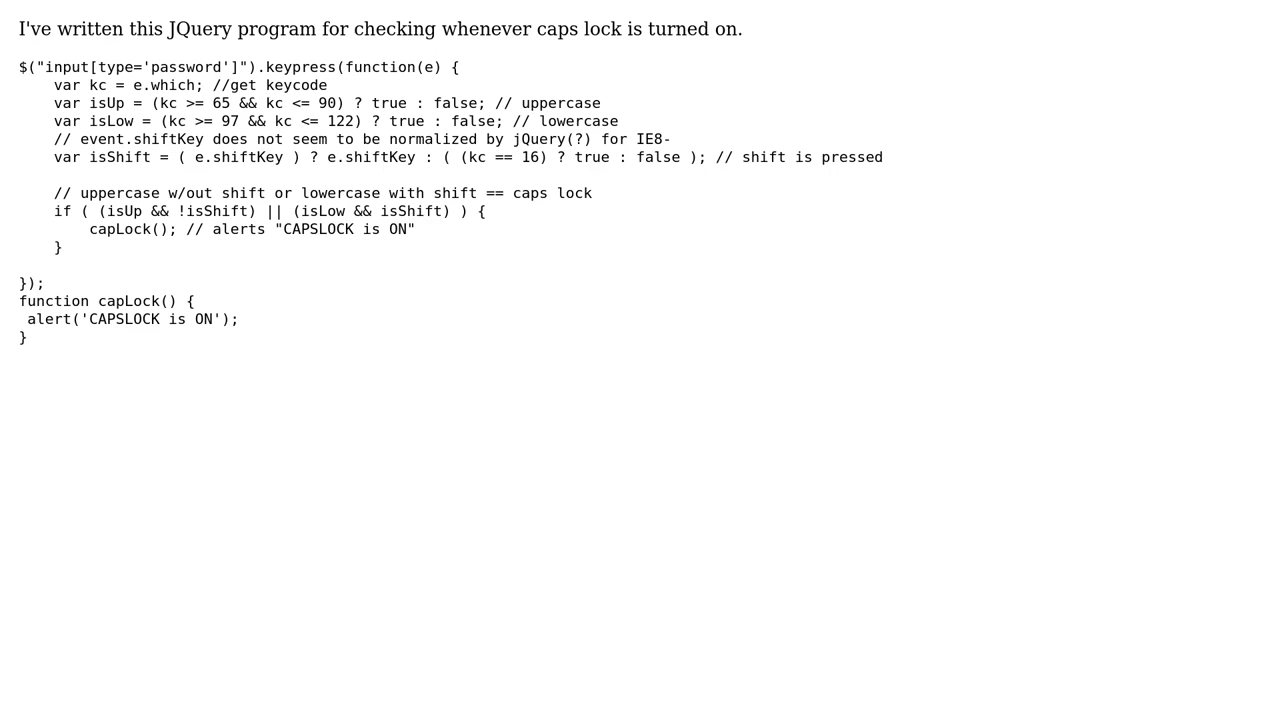 I've written this JQuery program for checking whenever caps lock is turned on.
$("input[type='password']").keypress(function(e) {
    var kc = e.which; //get keycode
    var isUp = (kc >= 65 && kc <= 90) ? true : false; // uppercase
    var isLow = (kc >= 97 && kc <= 122) ? true : false; // lowercase
    // event.shiftKey does not seem to be normalized by jQuery(?) for IE8-
    var isShift = ( e.shiftKey ) ? e.shiftKey : ( (kc == 16) ? true : false ); // shift is pressed

    // uppercase w/out shift or lowercase with shift == caps lock
    if ( (isUp && !isShift) || (isLow && isShift) ) {
        capLock(); // alerts "CAPSLOCK is ON"
    }

});
function capLock() {
 alert('CAPSLOCK is ON');
}